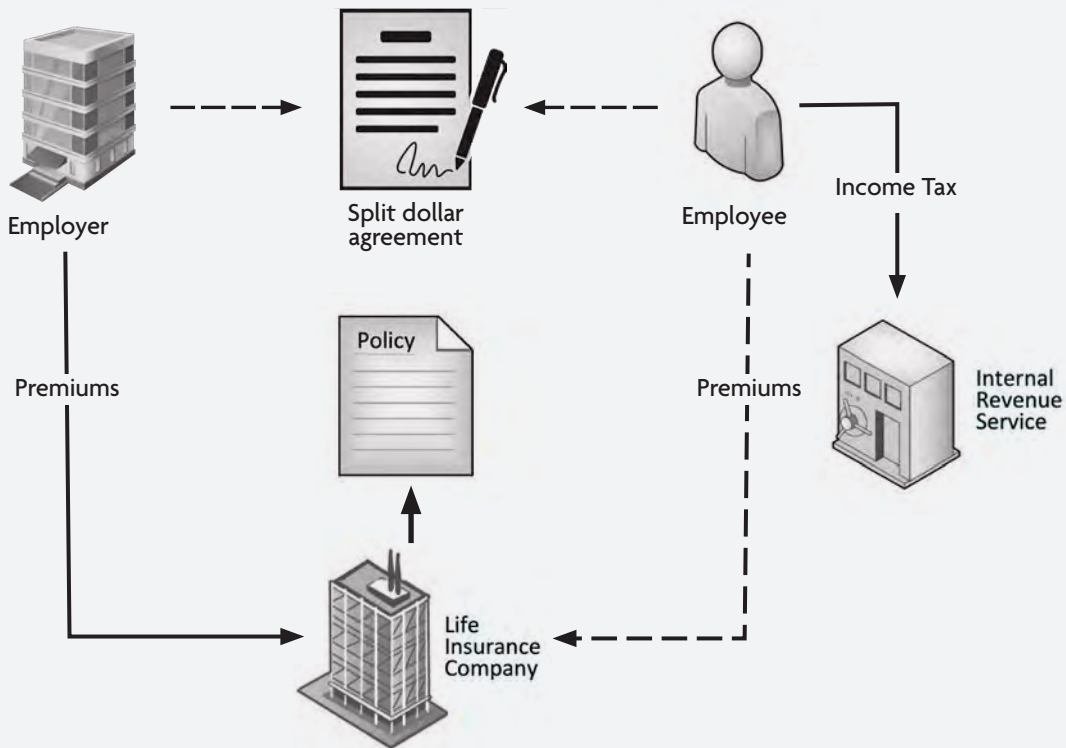 Employer
Split dollar
agreement
Employee
Income Tax
Premiums
Policy
Premiums
Internal
Revenue
Service
Life
Insurance
Company